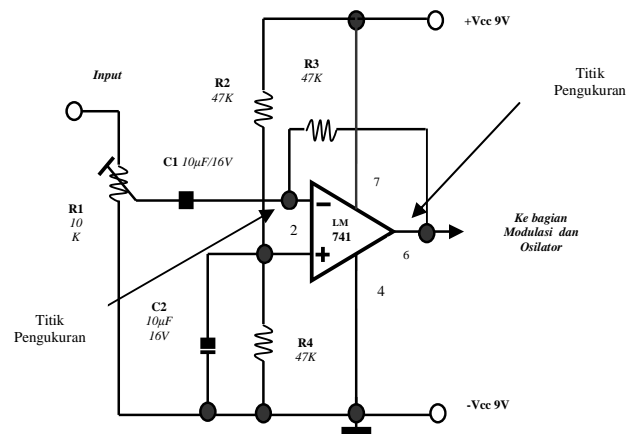 +Vcc 9V
Input
R2
47K
R3
47K
Titik
Pengukuran
C1 10µF/16V
7
R1
10
K
−
LM
741
2
+
6
Ke bagian
Modulasi dan
Osilator
4
C2
10µF
16V
Titik
Pengukuran
R4
47K
-Vcc 9V